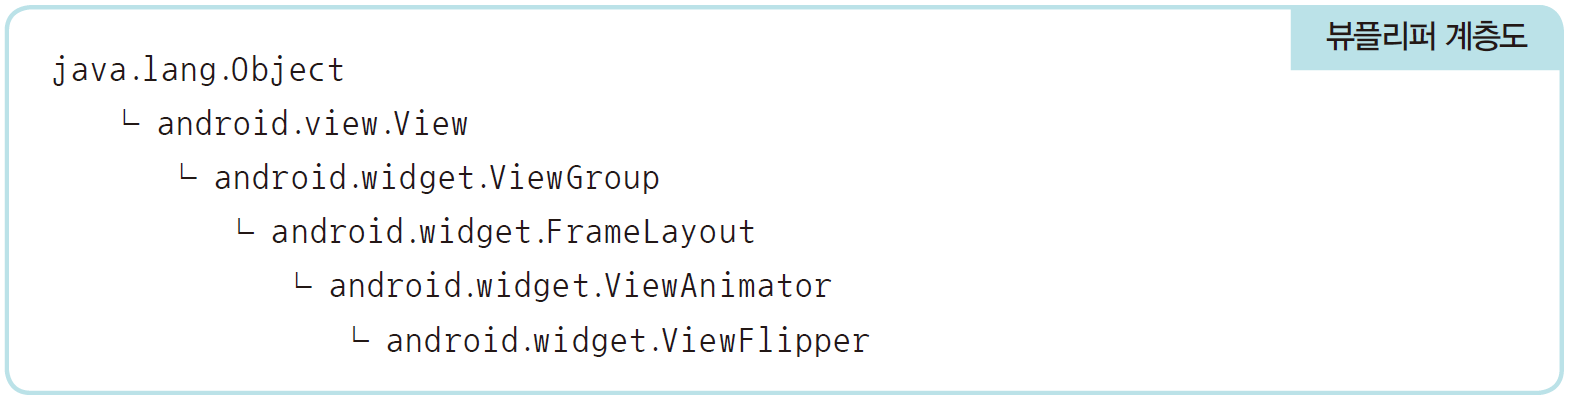 뷰플리퍼 계층도
java.lang.Object
└ android.view.View
└ android.widget.ViewGroup
└ android.widget.FrameLayout
└ android.widget.ViewAnimator
└ android.widget.ViewFlipper